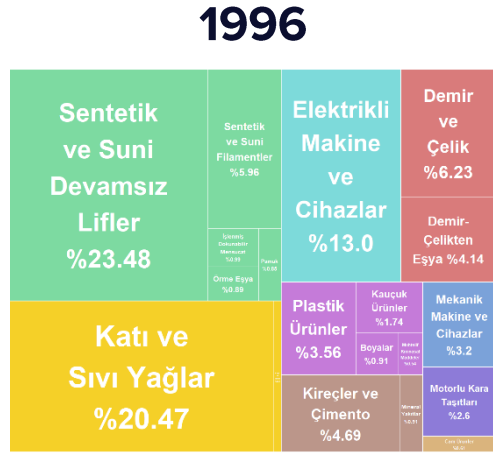 1996
Sentetik
ve Suni
Devamsız
Lifler
%23.48
Sentetik
ve Suni
Filamentler
%5.96
Örme Eşya
%0.89
Pamuk
Katı ve
Sıvı Yağlar
%20.47
Elektrikli
Makine
ve
Cihazlar
%13.0
Demir
ve
Çelik
%6.23
Demir-
Çelikten
Eşya %4.14
Plastik
Ürünler
%3.56
Kauçuk
Ürünler
%1.74
Boyalar
%0.91
Kireçler ve
Çimento
%4.69
Mineral
Yakıtlar
Mekanik
Makine ve
Cihazlar
%3.2
Motorlu Kara
Taşıtları
%2.6